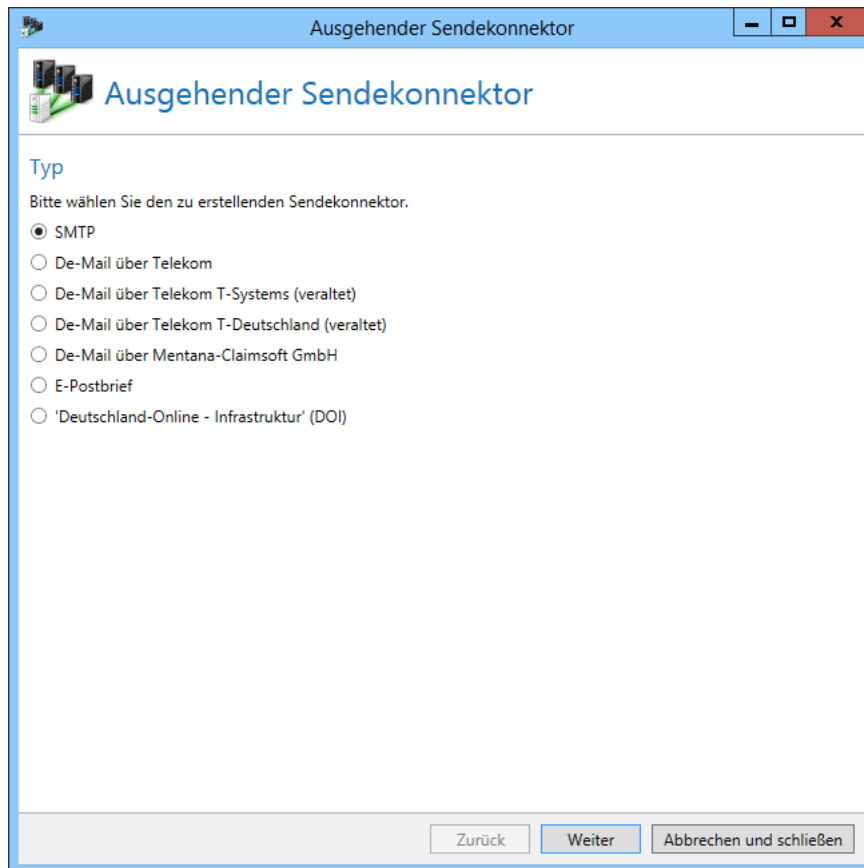 Ausgehender Sendekonnektor
Ausgehender Sendekonnektor
Typ
Bitte wählen Sie den zu erstellenden Sendekonnektor.
SMTP
De-Mail über Telekom
De-Mail über Telekom T-Systems (veraltet)
De-Mail über Telekom T-Deutschland (veraltet)
De-Mail über Mentana-Claimsoft GmbH
E-Postbrief
'Deutschland-Online - Infrastruktur' (DOI)
Zurück Weiter Abbrechen und schließen